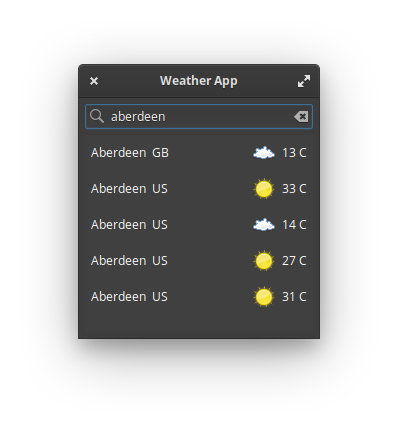 Weather App
aberdeen
Aberdeen GB 13 C
Aberdeen US 33 C
Aberdeen US 14 C
Aberdeen US 27 C
Aberdeen US 31 C